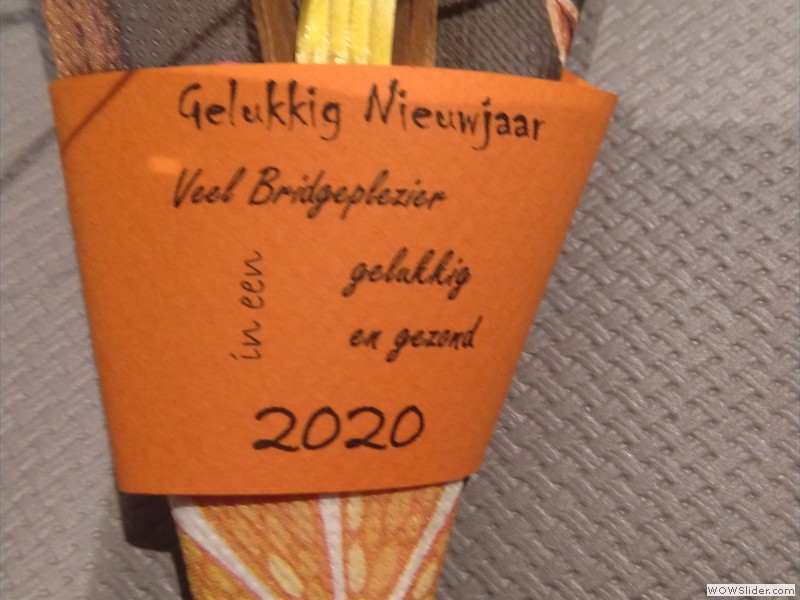 Gelukkig Nieuwjaar
Veel Bridgeplezier
in een
gelukkig
en gezond
2020
WOWSlider.com